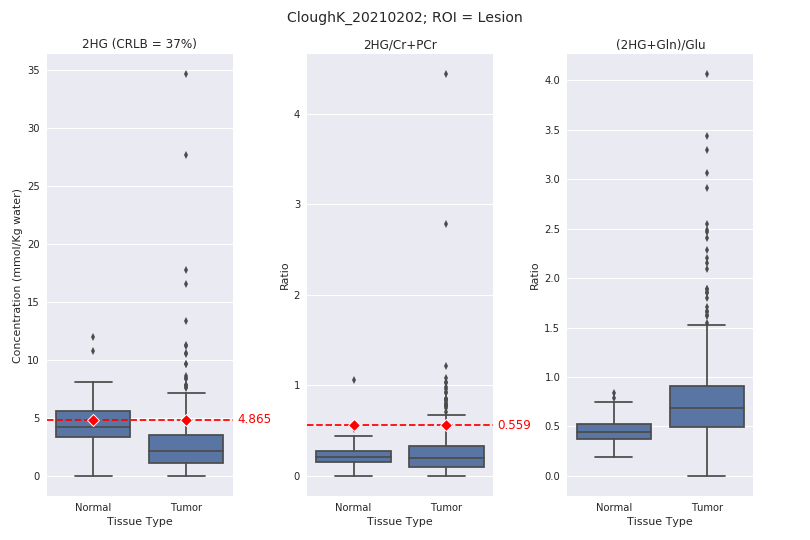 CloughK_20210202; ROI = Lesion
2HG (CRLB = 37%)
Concentration (mmol/Kg water)
35
30
25
20
15
10
5
0
4.865
Normal Tumor
Tissue Type
2HG/Cr+PCr
Ratio
4
3
2
1
0
0.559
Normal Tumor
Tissue Type
(2HG+Gln)/Glu
Ratio
4.0
3.5
3.0
2.5
2.0
1.5
1.0
0.5
0.0
Normal Tumor
Tissue Type